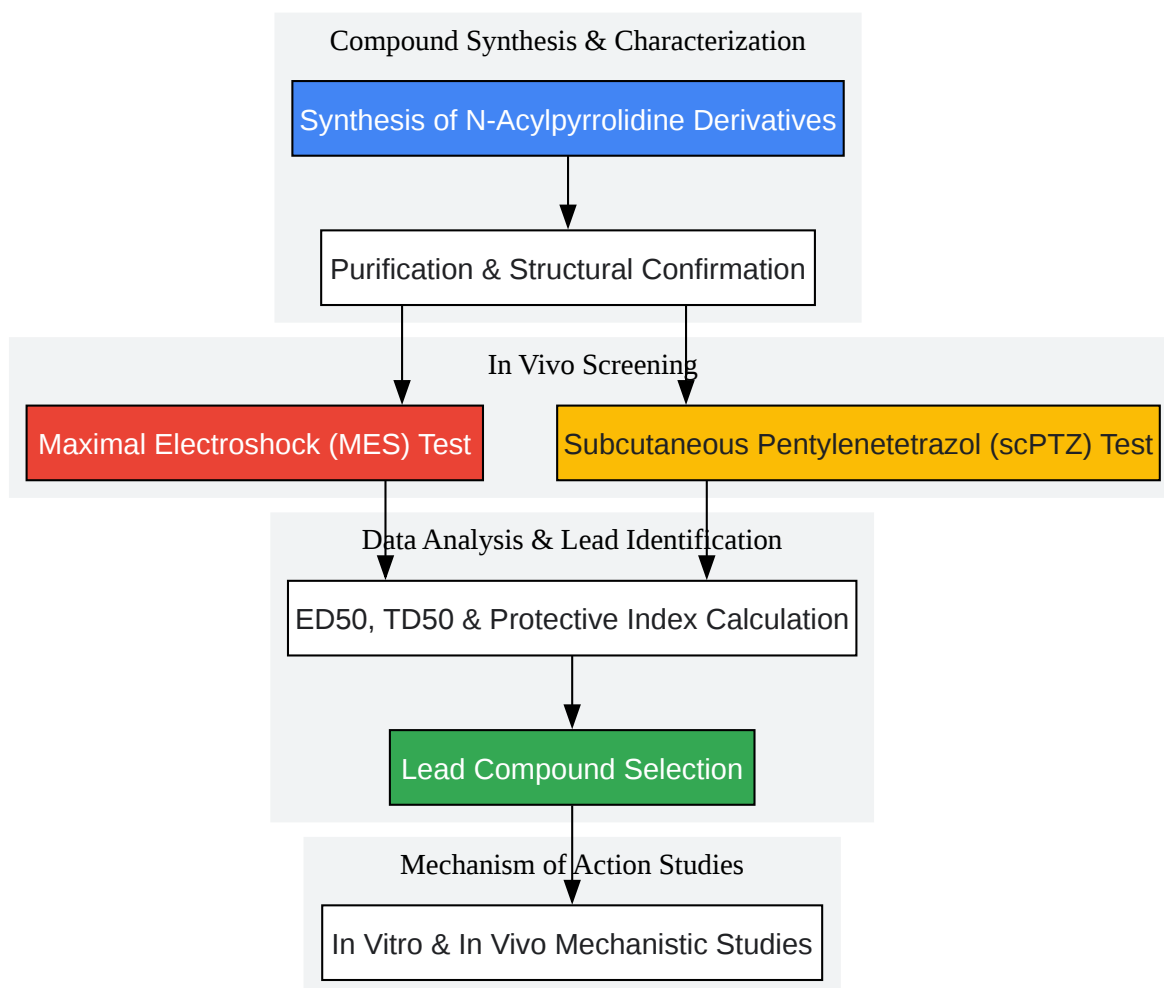 Compound Synthesis & Characterization
Synthesis of N-Acylpyrrolidine Derivatives
Purification & Structural Confirmation
In Vivo Screening
Maximal Electroshock (MES) Test
Subcutaneous Pentylenetetrazol (scPTZ) Test
Data Analysis & Lead Identification
ED50, TD50 & Protective Index Calculation
Lead Compound Selection
Mechanism of Action Studies
In Vitro & In Vivo Mechanistic Studies